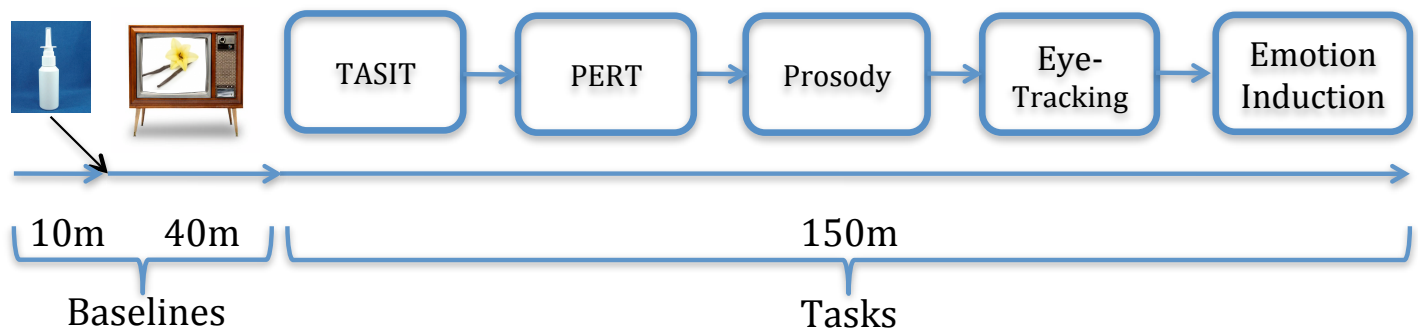 TASIT
PERT
Prosody
Eye-
Tracking
Emotion
Induction
10m
40m
150m
Baselines
Tasks